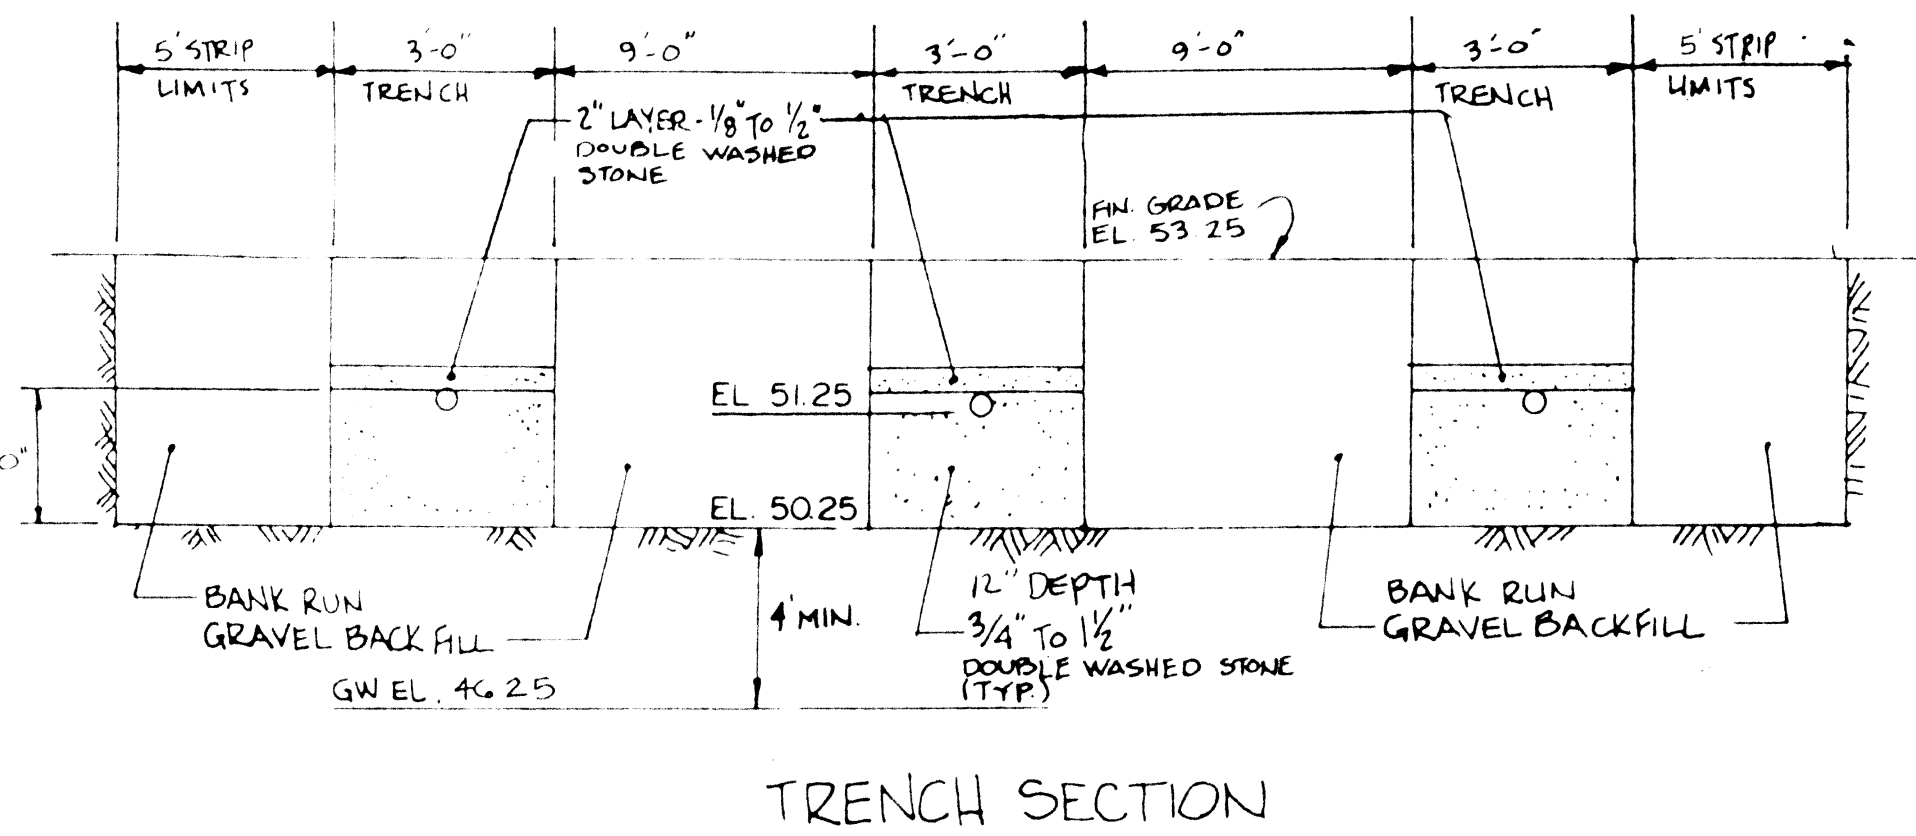 5' STRIP
LIMITS
3'-0"
TRENCH
9'-0"
3'-0"
TRENCH
9'-0"
3'-0"
TRENCH
5' STRIP
LIMITS
2" LAYER - 1/8" TO 1/2"
DOUBLE WASHED
STONE
FIN. GRADE
EL. 53.25
EL 51.25
EL. 50.25
0"
BANK RUN
GRAVEL BACK FILL
4' MIN.
12" DEPTH
3/4" TO 1 1/2"
DOUBLE WASHED STONE
(TYP.)
BANK RUN
GRAVEL BACKFILL
GW EL. 46.25
TRENCH SECTION